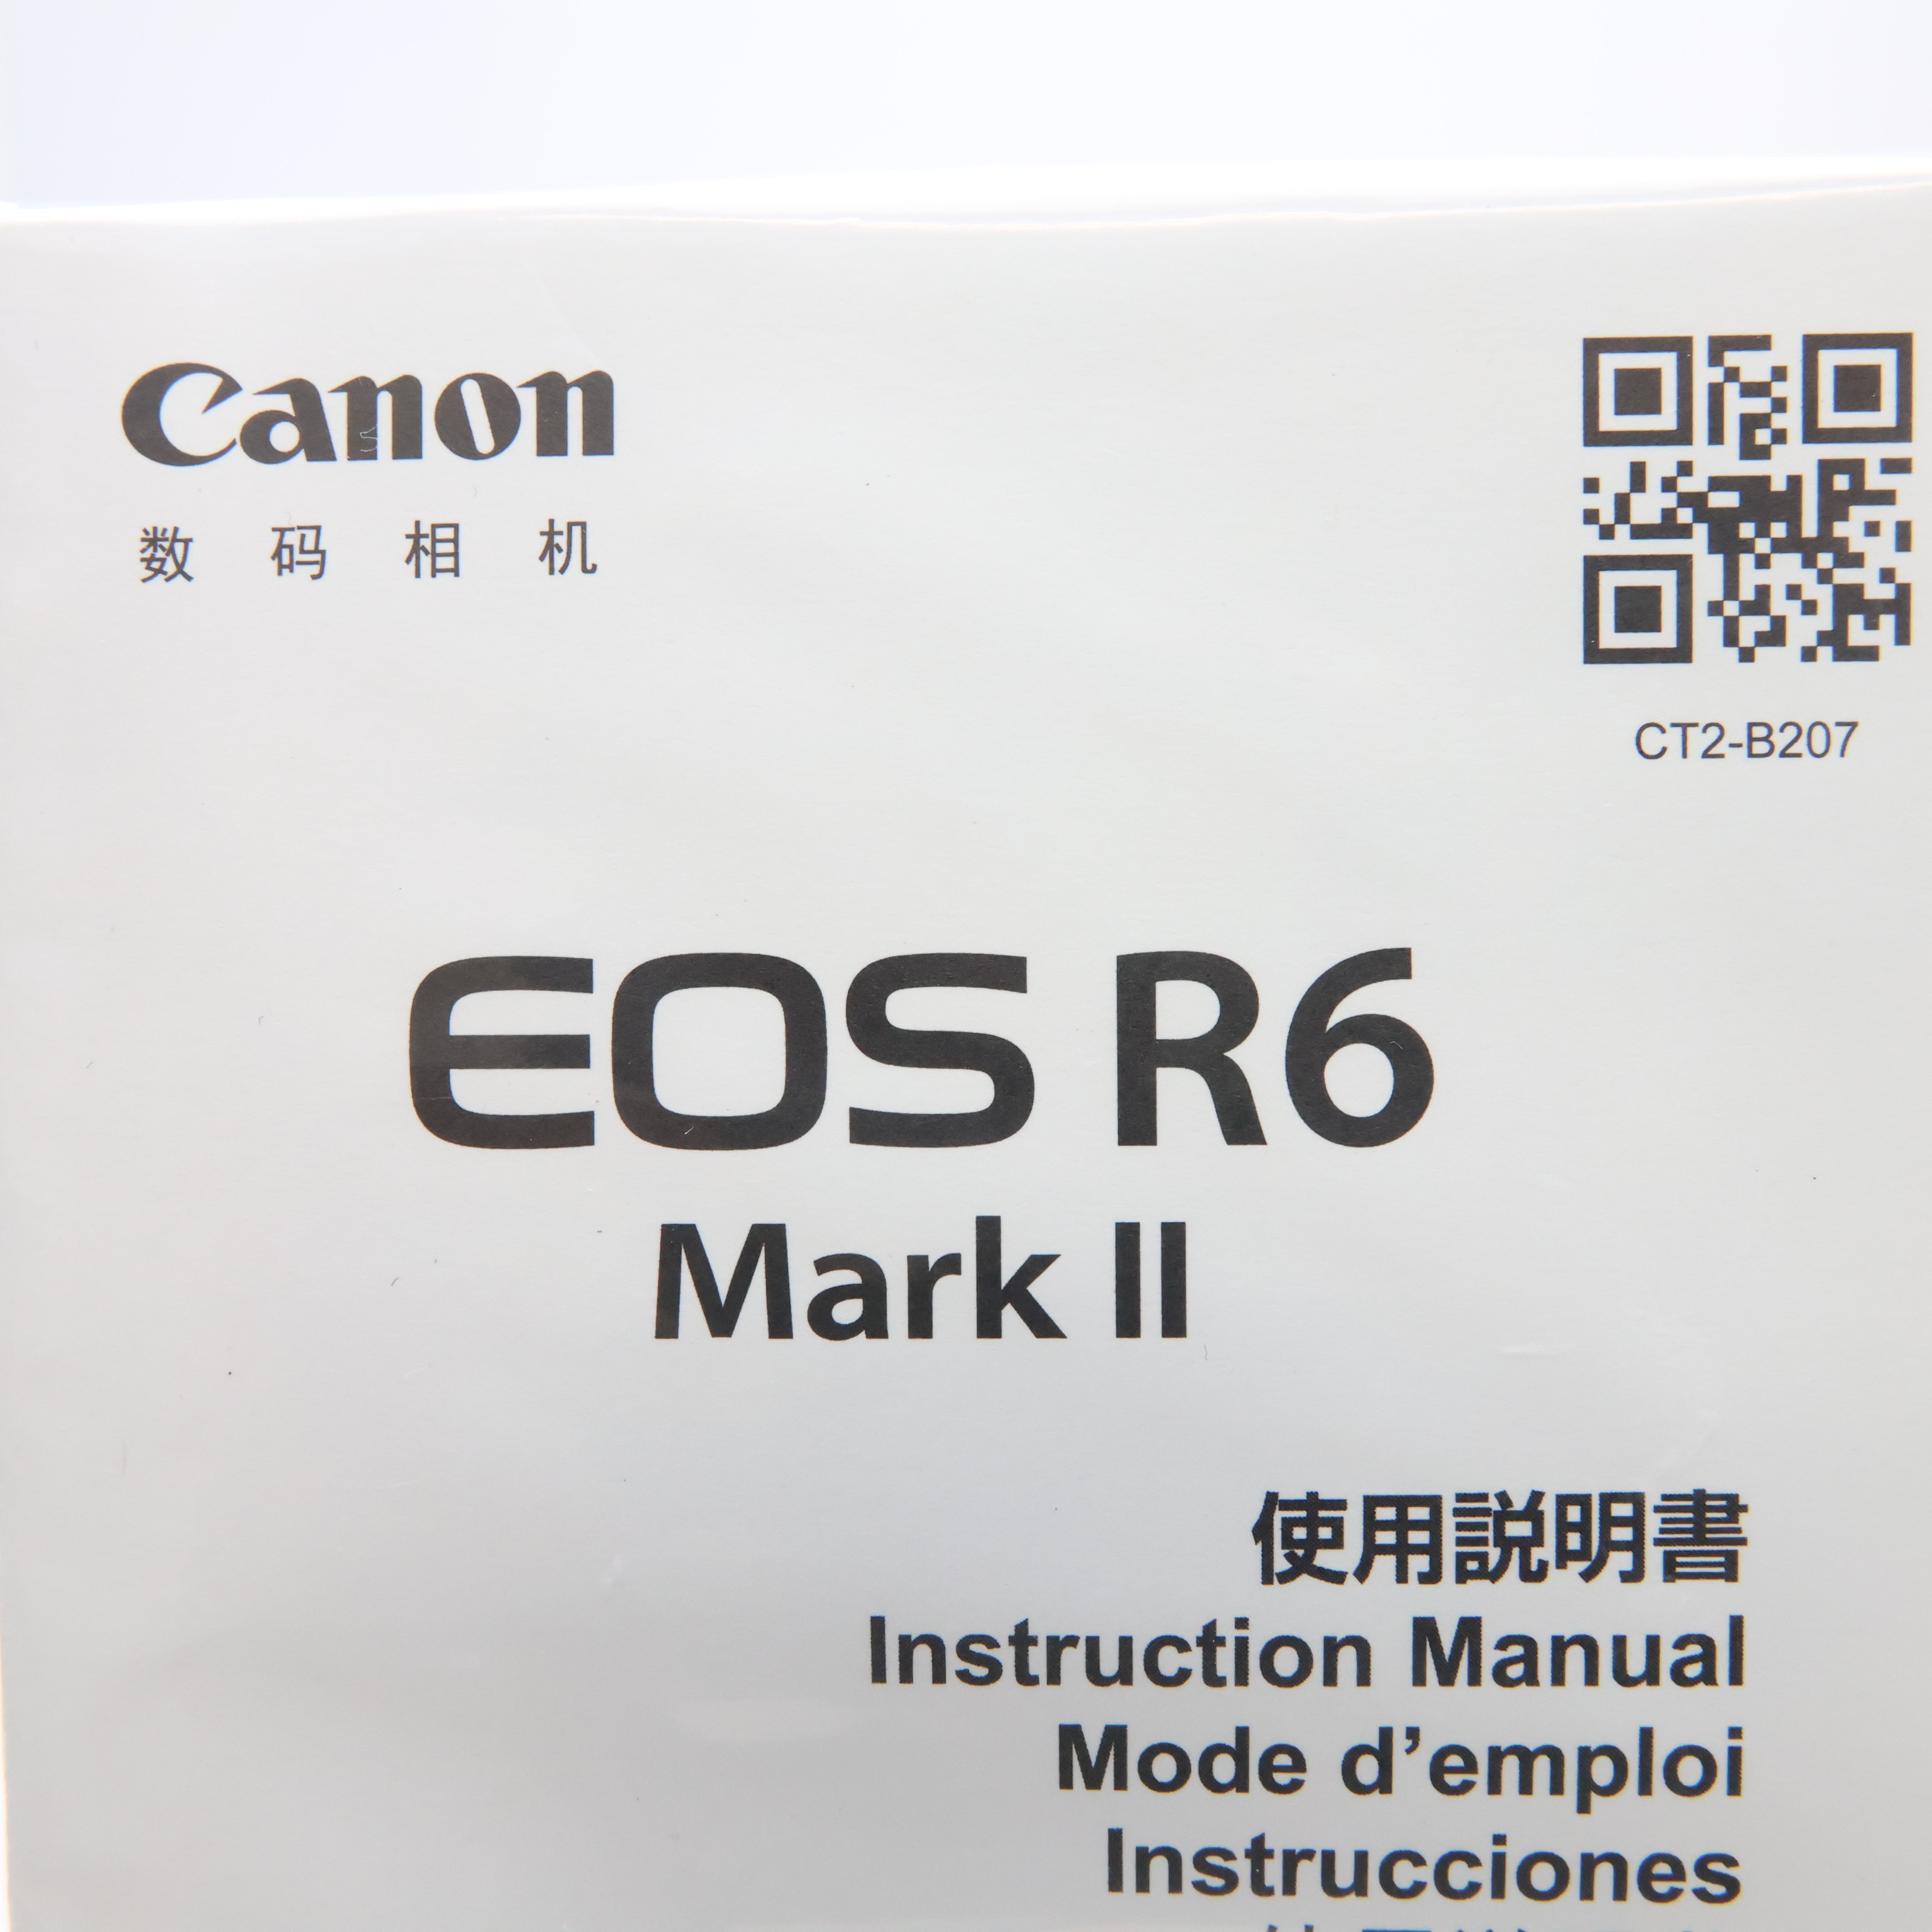 Canon
数码相机
CT2-B207
EOS R6
Mark II
使用説明書
Instruction Manual
Mode d’emploi
Instrucciones